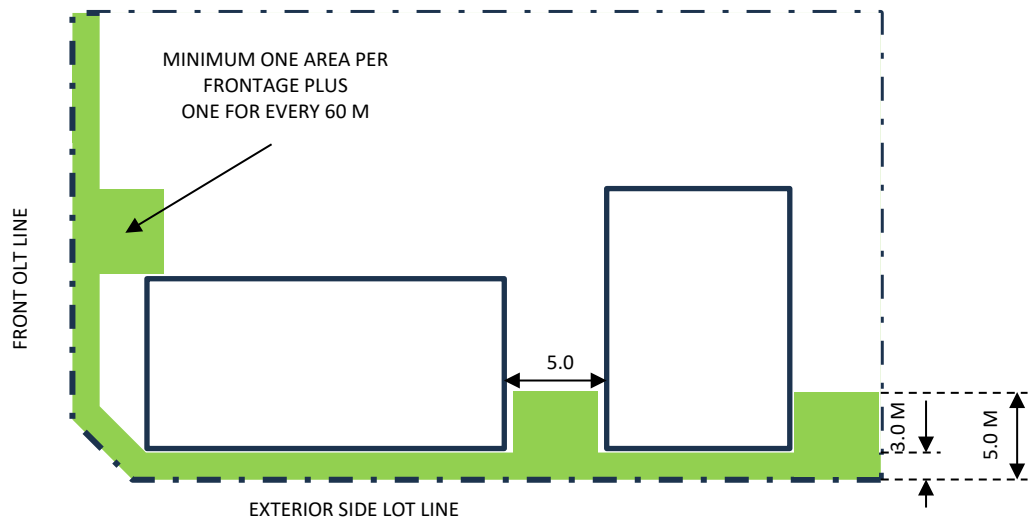 MINIMUM ONE AREA PER
FRONTAGE PLUS
ONE FOR EVERY 60 M
FRONT OLT LINE
5.0
3.0 M
5.0 M
EXTERIOR SIDE LOT LINE